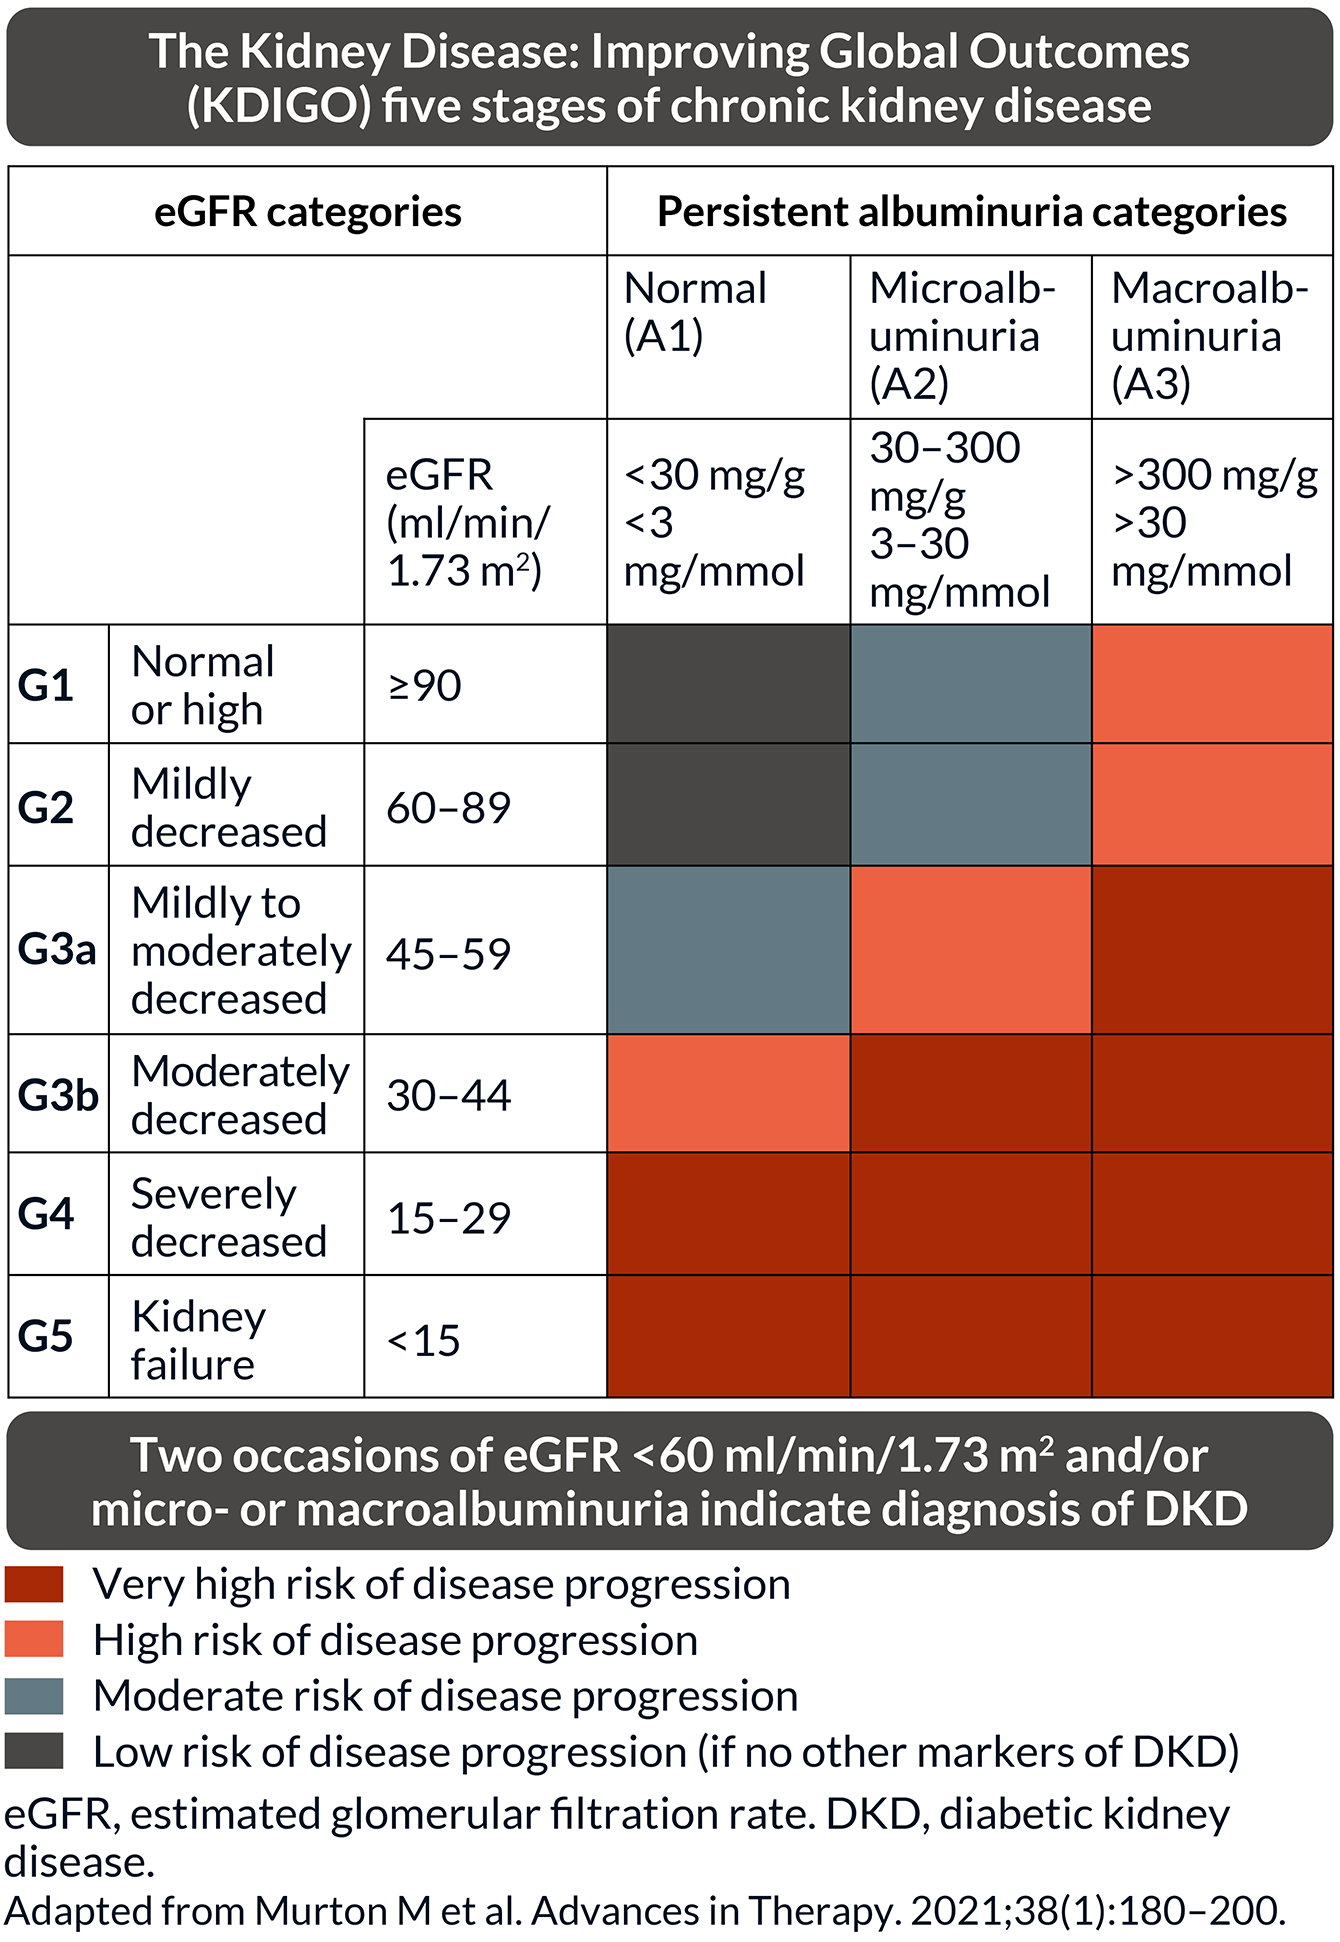 The Kidney Disease: Improving Global Outcomes
(KDIGO) five stages of chronic kidney disease
eGFR categories
Persistent albuminuria categories
Normal
(A1)
Microalb-
uminuria
(A2)
Macroalb-
uminuria
(A3)
eGFR
(ml/min/
1.73 m²)
<30 mg/g
<3
mg/mmol
30–300
mg/g
3–30
mg/mmol
>300 mg/g
>30
mg/mmol
G1
Normal
or high
≥90
G2
Mildly
decreased
60–89
G3a
Mildly to
moderately
decreased
45–59
G3b
Moderately
decreased
30–44
G4
Severely
decreased
15–29
G5
Kidney
failure
<15
Two occasions of eGFR <60 ml/min/1.73 m² and/or
micro- or macroalbuminuria indicate diagnosis of DKD
Very high risk of disease progression
High risk of disease progression
Moderate risk of disease progression
Low risk of disease progression (if no other markers of DKD)
eGFR, estimated glomerular filtration rate. DKD, diabetic kidney
disease.
Adapted from Murton M et al. Advances in Therapy. 2021;38(1):180–200.